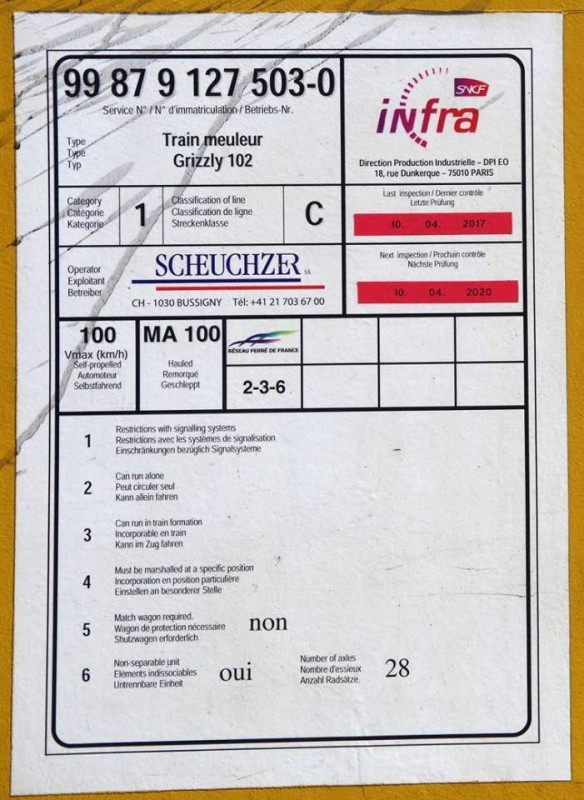 99 87 9 127 503-0
Service N° / N° d'immatriculation / Betriebs-Nr.
Type
Type
Typ
Train meuleur
Grizzly 102
SNCF
infra
Direction Production Industrielle – DPI EO
18, rue Dunkerque – 75010 PARIS
Category
Catégorie
Kategorie
1
Classification of line
Classification de ligne
Streckenklasse
C
Last inspection / Dernier contrôle
Letzte Prüfung
10. 04. 2017
Operator
Exploitant
Betreiber
SCHEUCHZER SA
CH - 1030 BUSSIGNY Tél: +41 21 703 67 00
Next inspection / Prochain contrôle
Nächste Prüfung
10. 04. 2020
100
Vmax (km/h)
Self-propelled
Automoteur
Selbstfahrend
MA 100
Hauled
Remorqué
Geschleppt
RÉSEAU FERRÉ DE FRANCE
2-3-6
1
Restrictions with signalling systems
Restrictions avec les systèmes de signalisation
Einschränkungen bezüglich Signalsysteme
2
Can run alone
Peut circuler seul
Kann allein fahren
3
Can run in train formation
Incorporable en train
Kann im Zug fahren
4
Must be marshalled at a specific position
Incorporation en position particulière
Einstellen an besonderer Stelle
5
Match wagon required.
Wagon de protection nécessaire
Shutzwagen erforderlich
non
6
Non-separable unit
Elements indissociables
Untrennbare Einheit
oui
Number of axles
Nombre d'essieux
Anzahl Radsätze.
28